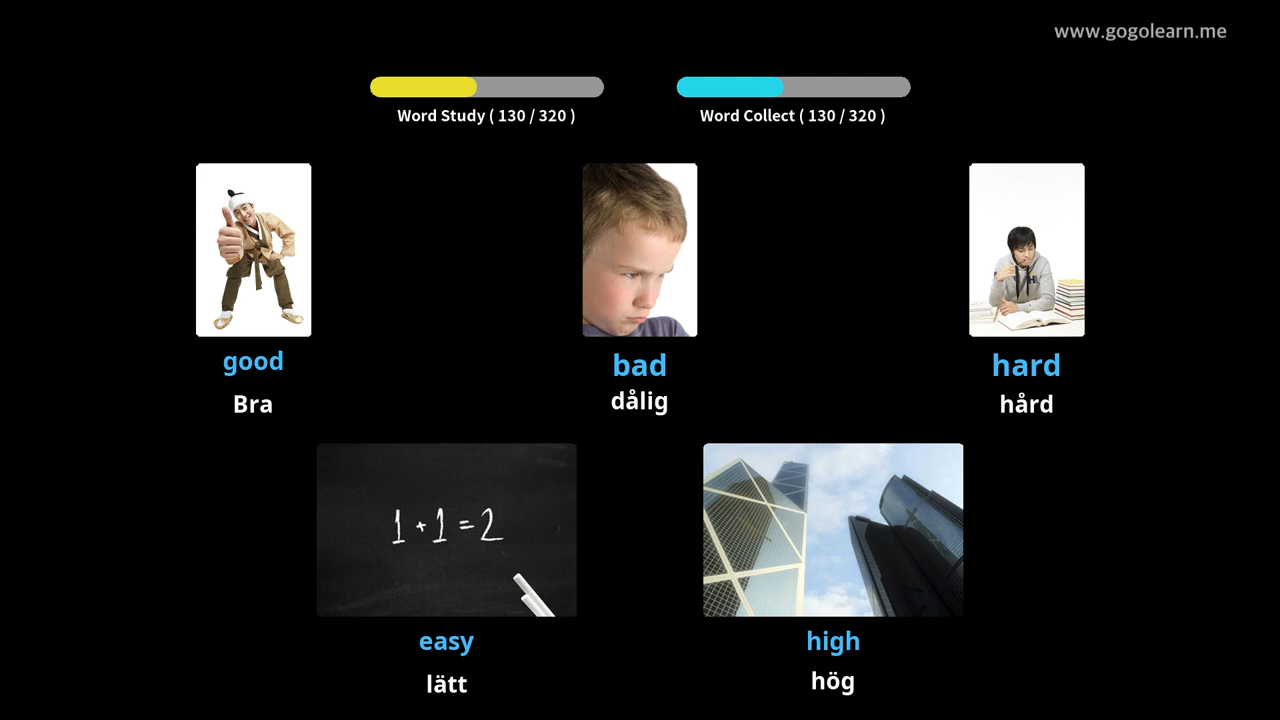 www.gogolearn.me
Word Study ( 130 / 320 )
Word Collect ( 130 / 320 )
good
bad
hard
Bra
dålig
hård
1 + 1 = 2
easy
high
lätt
hög